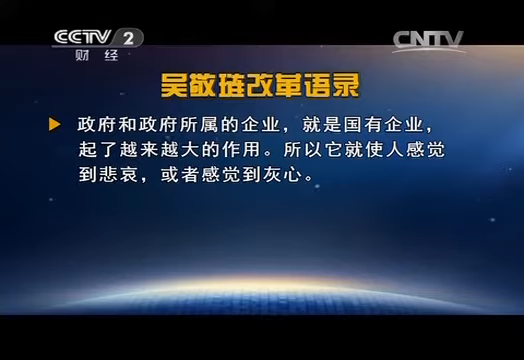 CCTV 2
财经
CNTV
吴敬琏改革语录
政府和政府所属的企业，就是国有企业，
起了越来越大的作用。所以它就使人感觉
到悲哀，或者感觉到灰心。